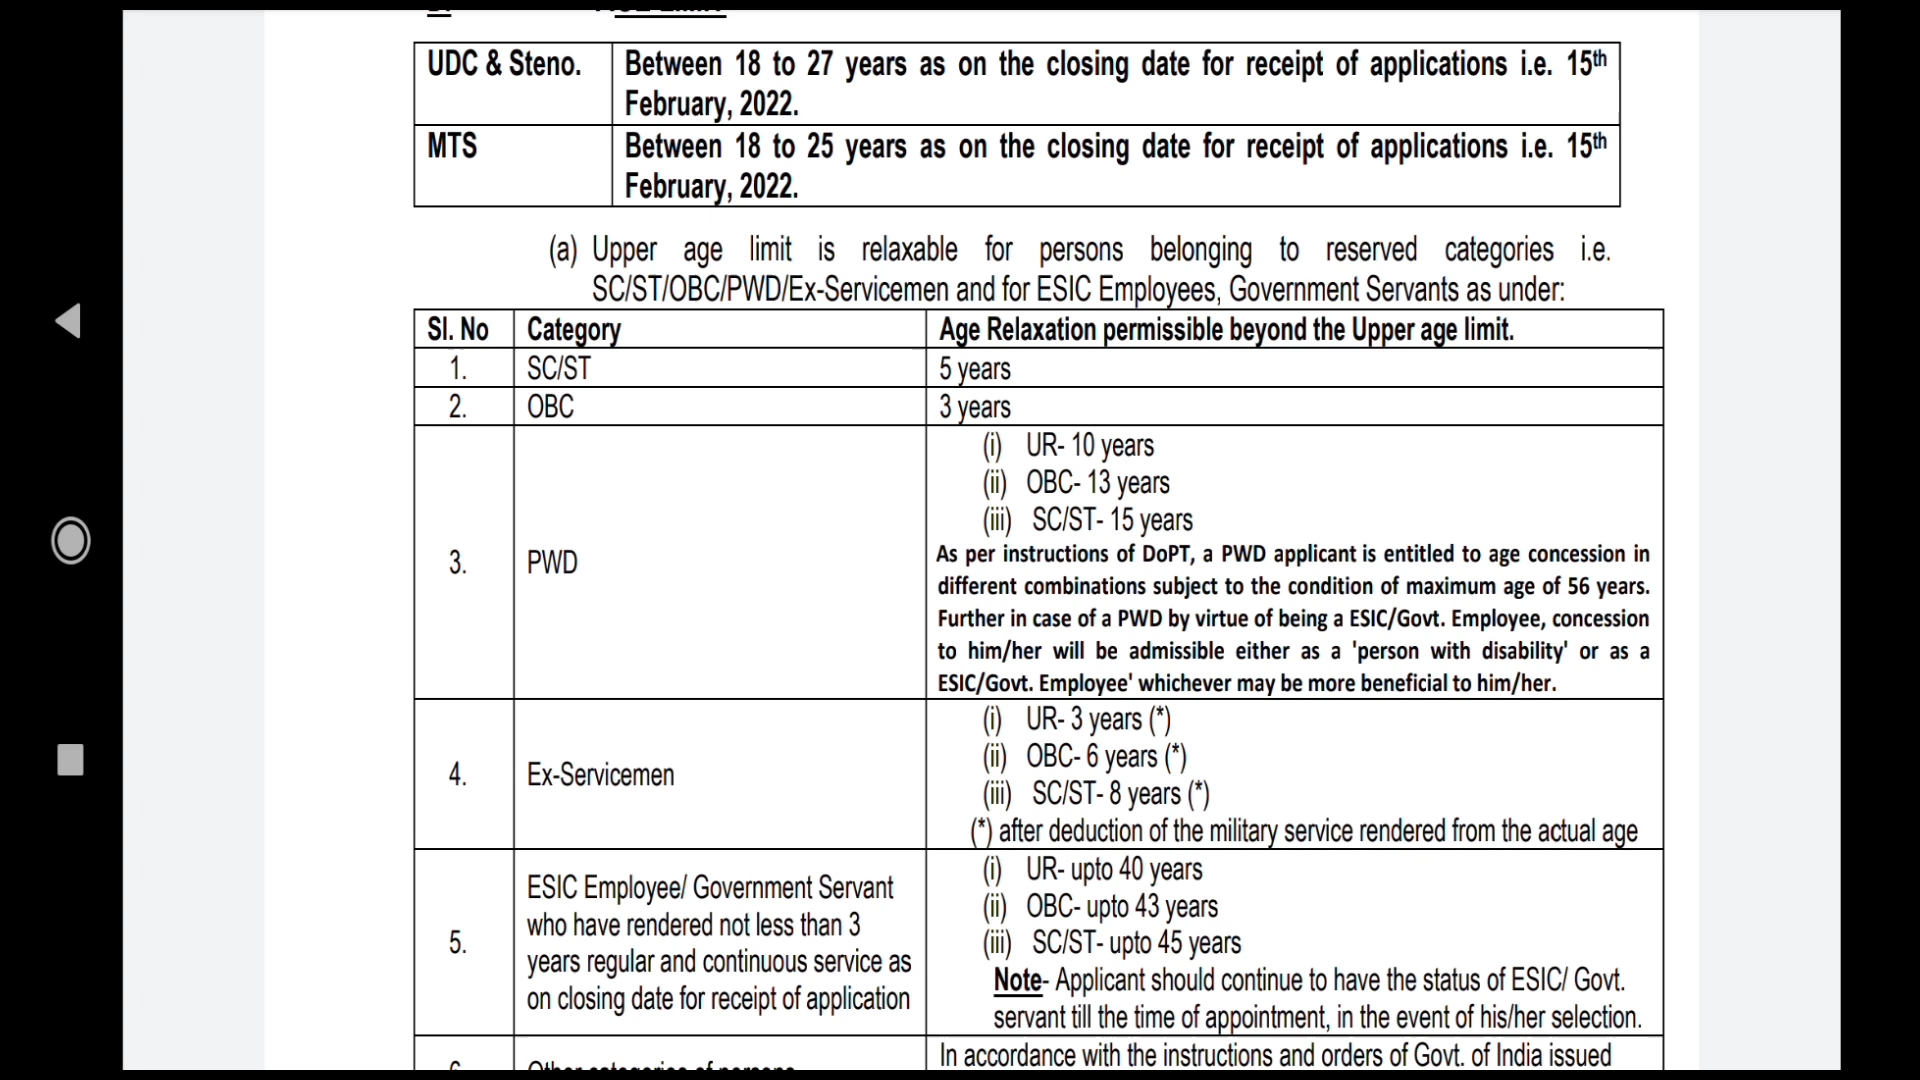 UDC & Steno.
Between 18 to 27 years as on the closing date for receipt of applications i.e. 15th
February, 2022.
MTS
Between 18 to 25 years as on the closing date for receipt of applications i.e. 15th
February, 2022.
(a) Upper age limit is relaxable for persons belonging to reserved categories i.e.
SC/ST/OBC/PWD/Ex-Servicemen and for ESIC Employees, Government Servants as under:
Sl. No Category Age Relaxation permissible beyond the Upper age limit.
1. SC/ST 5 years
2. OBC 3 years
3. PWD
(i) UR- 10 years
(ii) OBC- 13 years
(iii) SC/ST- 15 years
As per instructions of DoPT, a PWD applicant is entitled to age concession in
different combinations subject to the condition of maximum age of 56 years.
Further in case of a PWD by virtue of being a ESIC/Govt. Employee, concession
to him/her will be admissible either as a 'person with disability' or as a
ESIC/Govt. Employee' whichever may be more beneficial to him/her.
4. Ex-Servicemen
(i) UR- 3 years (*)
(ii) OBC- 6 years (*)
(iii) SC/ST- 8 years (*)
(*) after deduction of the military service rendered from the actual age
5.
ESIC Employee/ Government Servant
who have rendered not less than 3
years regular and continuous service as
on closing date for receipt of application
(i) UR- upto 40 years
(ii) OBC- upto 43 years
(iii) SC/ST- upto 45 years
Note- Applicant should continue to have the status of ESIC/ Govt.
servant till the time of appointment, in the event of his/her selection.
Other categories of persons
In accordance with the instructions and orders of Govt. of India issued